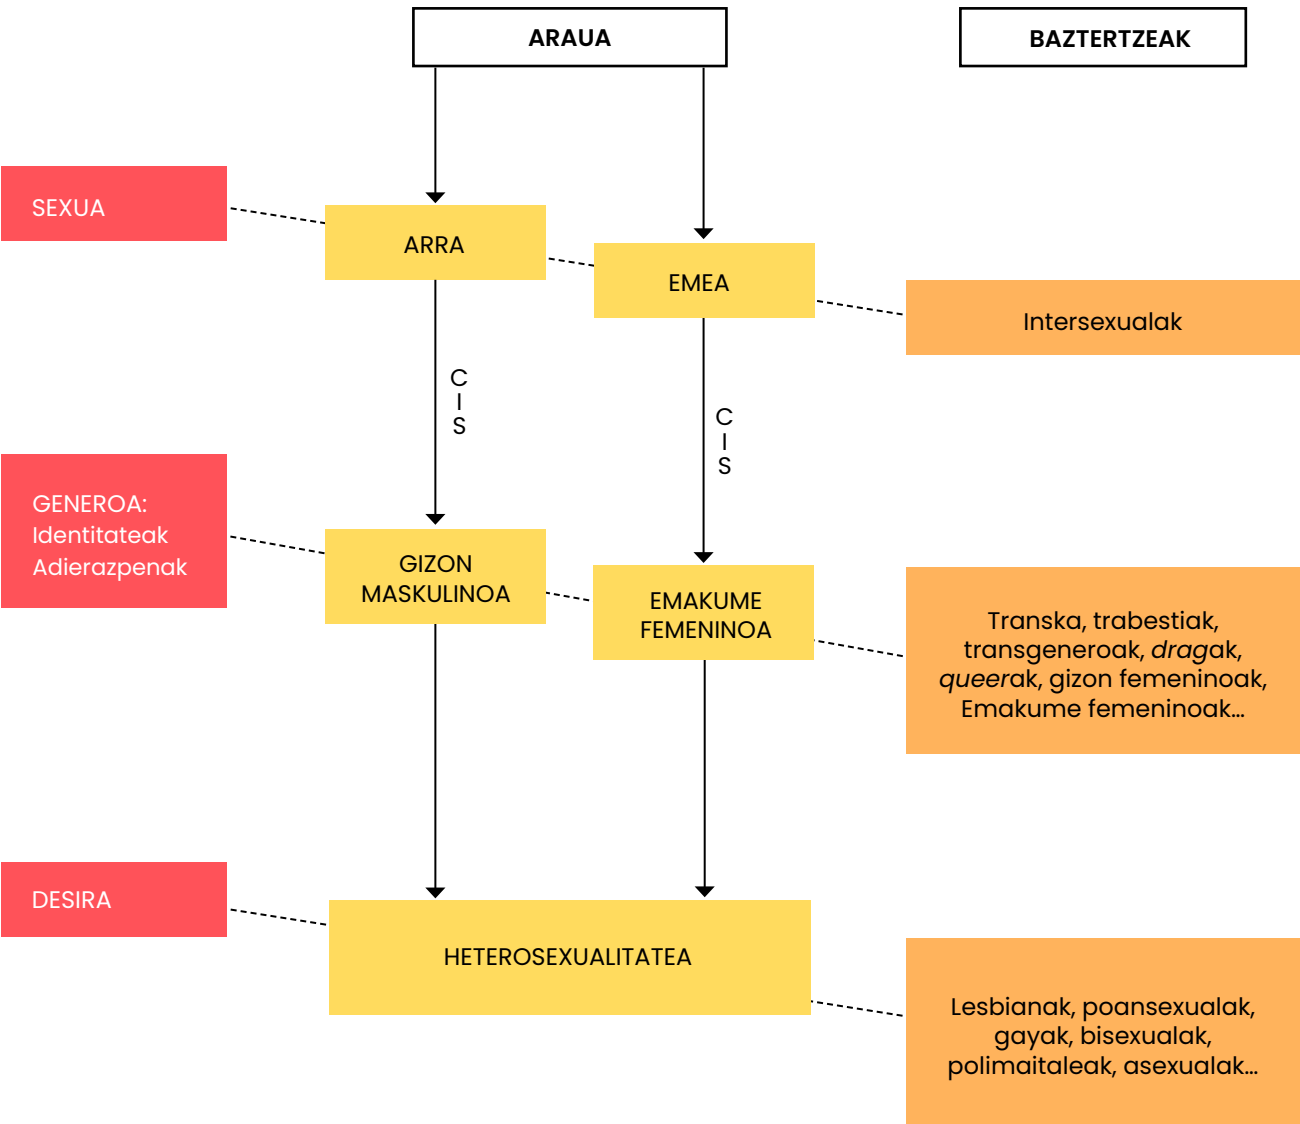 ARAUA
BAZTERTZEAK
SEXUA
ARRA
EMEA
Intersexualak
C
I
S
C
I
S
GENEROA:
Identitateak
Adierazpenak
GIZON
MASKULINOA
EMAKUME
FEMENINOA
Transka, trabestiak,
transgeneroak, dragak,
queerak, gizon femeninoak,
Emakume femeninoak...
DESIRA
HETEROSEXUALITATEA
Lesbianak, poansexualak,
gayak, bisexualak,
polimaitaleak, asexualak...